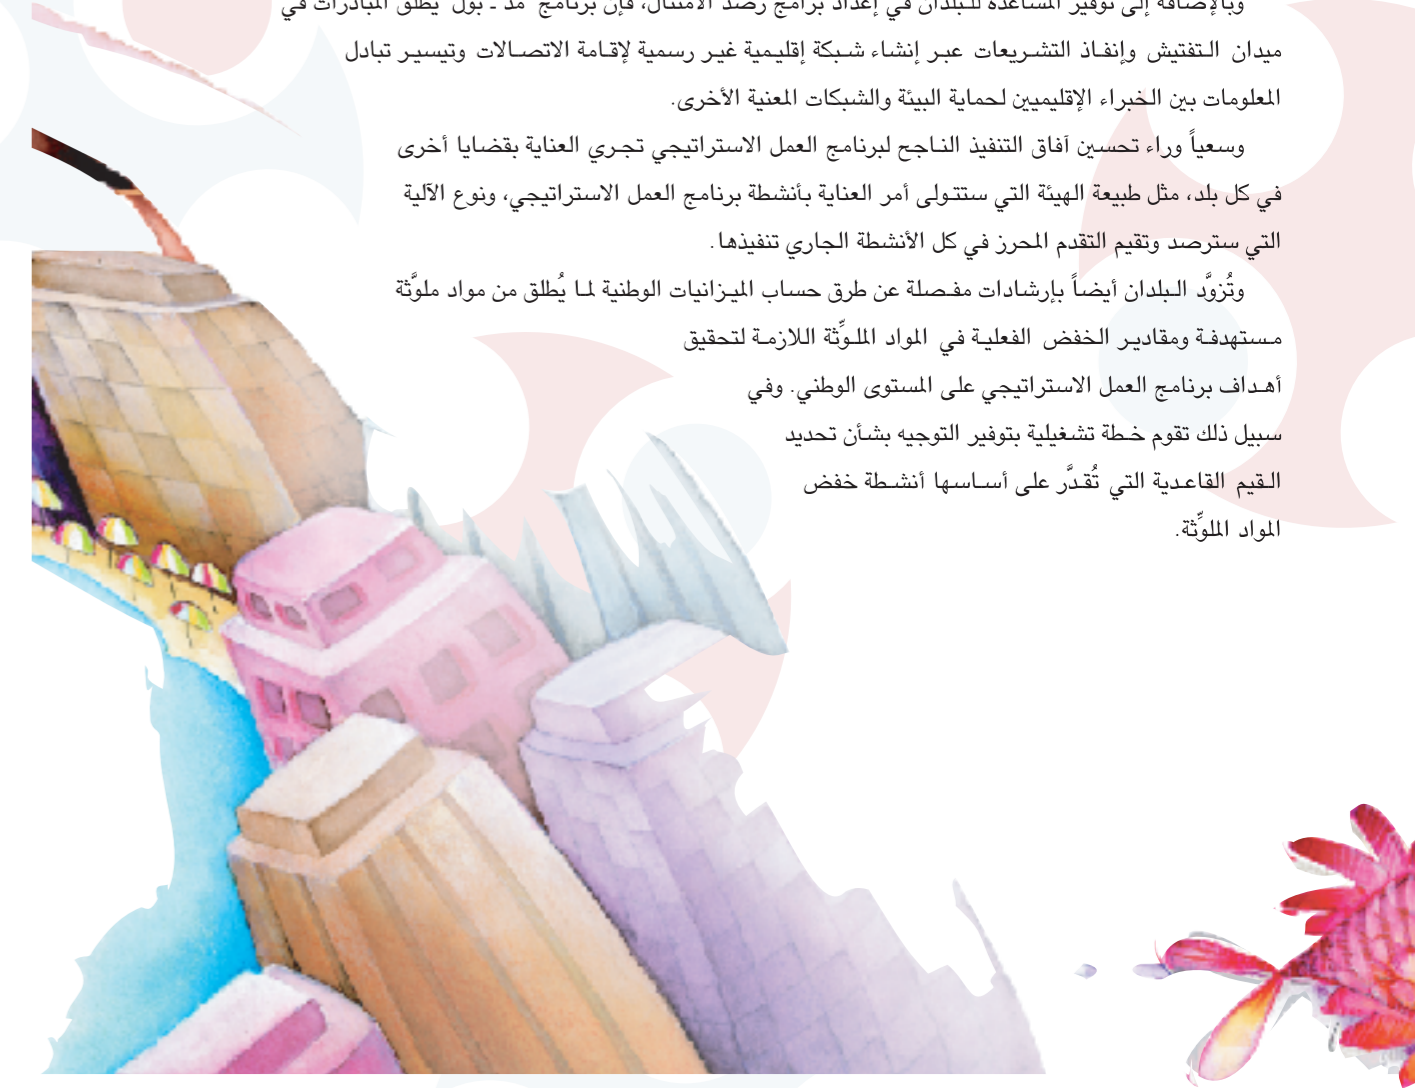 وبالإضافة إلى توفير المساعدة للبلدان في إعداد برامج رصد الامتثال، فإن برنامج مد ـ بول يطلق المبادرات في
ميدان التفتيش وإنفاذ التشريعات عبر إنشاء شبكة إقليمية غير رسمية لإقامة الاتصالات وتيسير تبادل
المعلومات بين الخبراء الإقليميين لحماية البيئة والشبكات المعنية الأخرى.
وسعياً وراء تحسين آفاق التنفيذ الناجح لبرنامج العمل الاستراتيجي تجري العناية بقضايا أخرى
في كل بلد، مثل طبيعة الهيئة التي ستتولى أمر العناية بأنشطة برنامج العمل الاستراتيجي، ونوع الآلية
التي سترصد وتقيم التقدم المحرز في كل الأنشطة الجاري تنفيذها.
وتُزوَّد البلدان أيضاً بإرشادات مفصلة عن طرق حساب الميزانيات الوطنية لما يُطلق من مواد ملوَّثة
مستهدفة ومقادير الخفض الفعلية في المواد الملوِّثة اللازمة لتحقيق
أهداف برنامج العمل الاستراتيجي على المستوى الوطني. وفي
سبيل ذلك تقوم خطة تشغيلية بتوفير التوجيه بشأن تحديد
القيم القاعدية التي تُقدَّر على أساسها أنشطة خفض
المواد الملوِّثة.